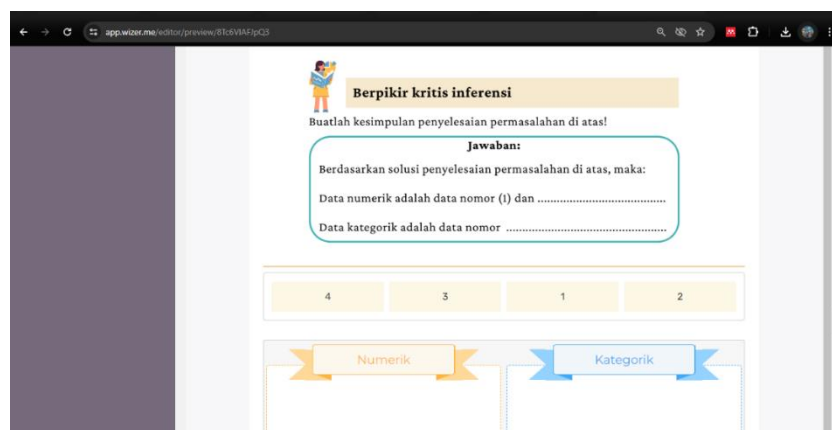 app.wizer.me/editor/preview/8Tc6VIAFJpQ3
Berpikir kritis inferensi
Buatlah kesimpulan penyelesaian permasalahan di atas!
Jawaban:
Berdasarkan solusi penyelesaian permasalahan di atas, maka:
Data numerik adalah data nomor (1) dan ........................................
Data kategorik adalah data nomor ..................................................
4 3 1 2
Numerik Kategorik